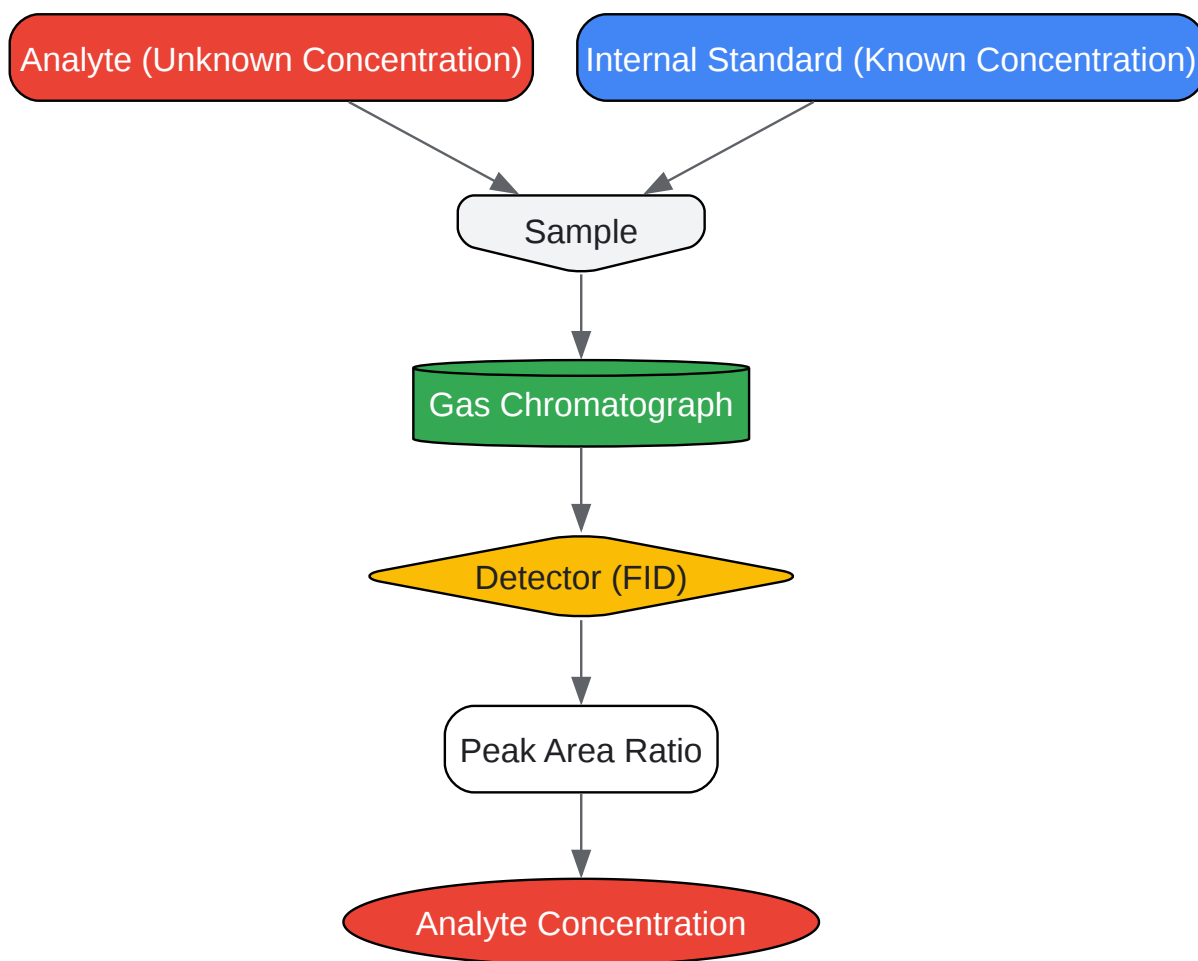 Analyte (Unknown Concentration)
Internal Standard (Known Concentration)
Sample
Gas Chromatograph
Detector (FID)
Peak Area Ratio
Analyte Concentration